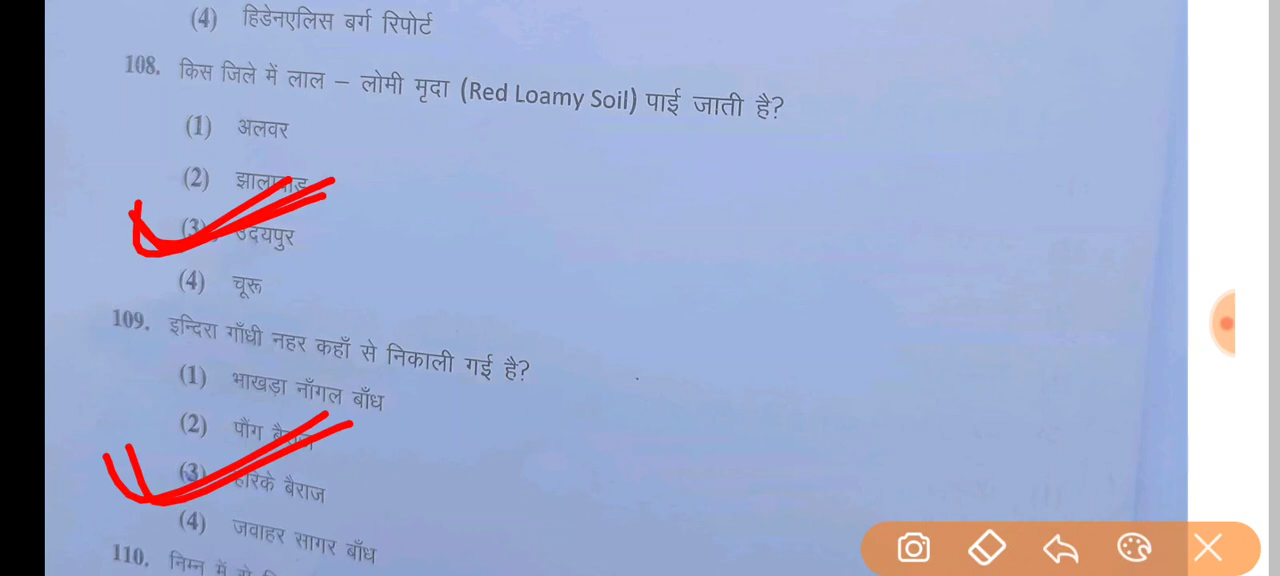 (4) हिडेनएलिस बर्ग रिपोर्ट
108. किस जिले में लाल – लोमी मृदा (Red Loamy Soil) पाई जाती है?
(1) अलवर
(2) झालावाड़
(3) उदयपुर
(4) चूरू
109. इन्दिरा गाँधी नहर कहाँ से निकाली गई है?
(1) भाखड़ा नाँगल बाँध
(2) पौंग बैराज
(3) हरिके बैराज
(4) जवाहर सागर बाँध
110. निम्न में से